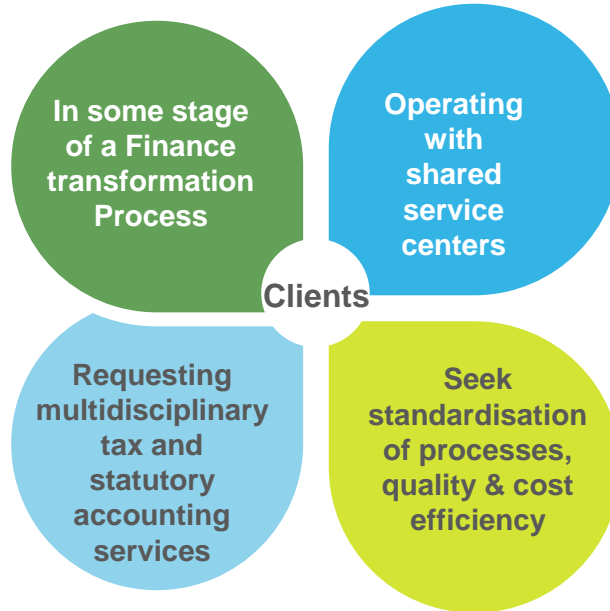 In some stage
of a Finance
transformation
Process
Operating
with
shared
service
centers
Clients
Requesting
multidisciplinary
tax and
statutory
accounting
services
Seek
standardisation
of processes,
quality & cost
efficiency